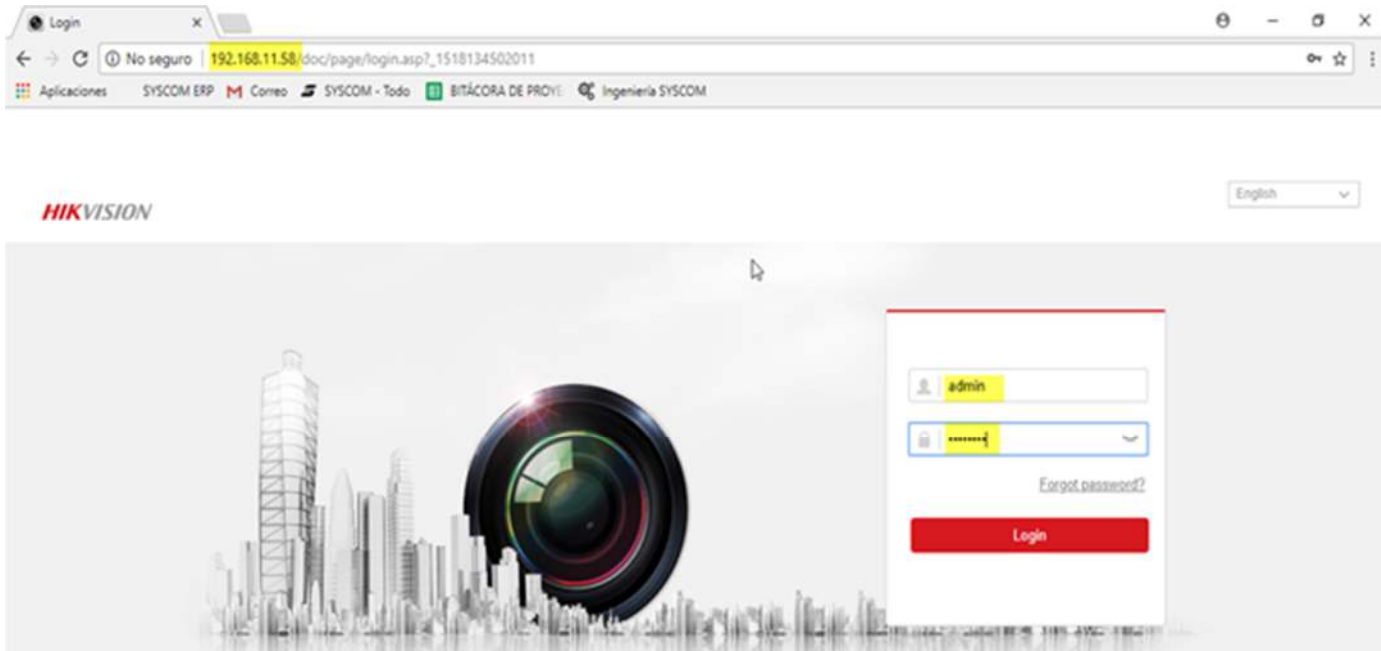 Login
No seguro | 192.168.11.58/doc/page/login.asp?_1518134502011
Aplicaciones SYSCOM ERP Correo SYSCOM - Todo BITÁCORA DE PROYE Ingeniería SYSCOM
English
HIKVISION
admin
••••••••
Forgot password?
Login